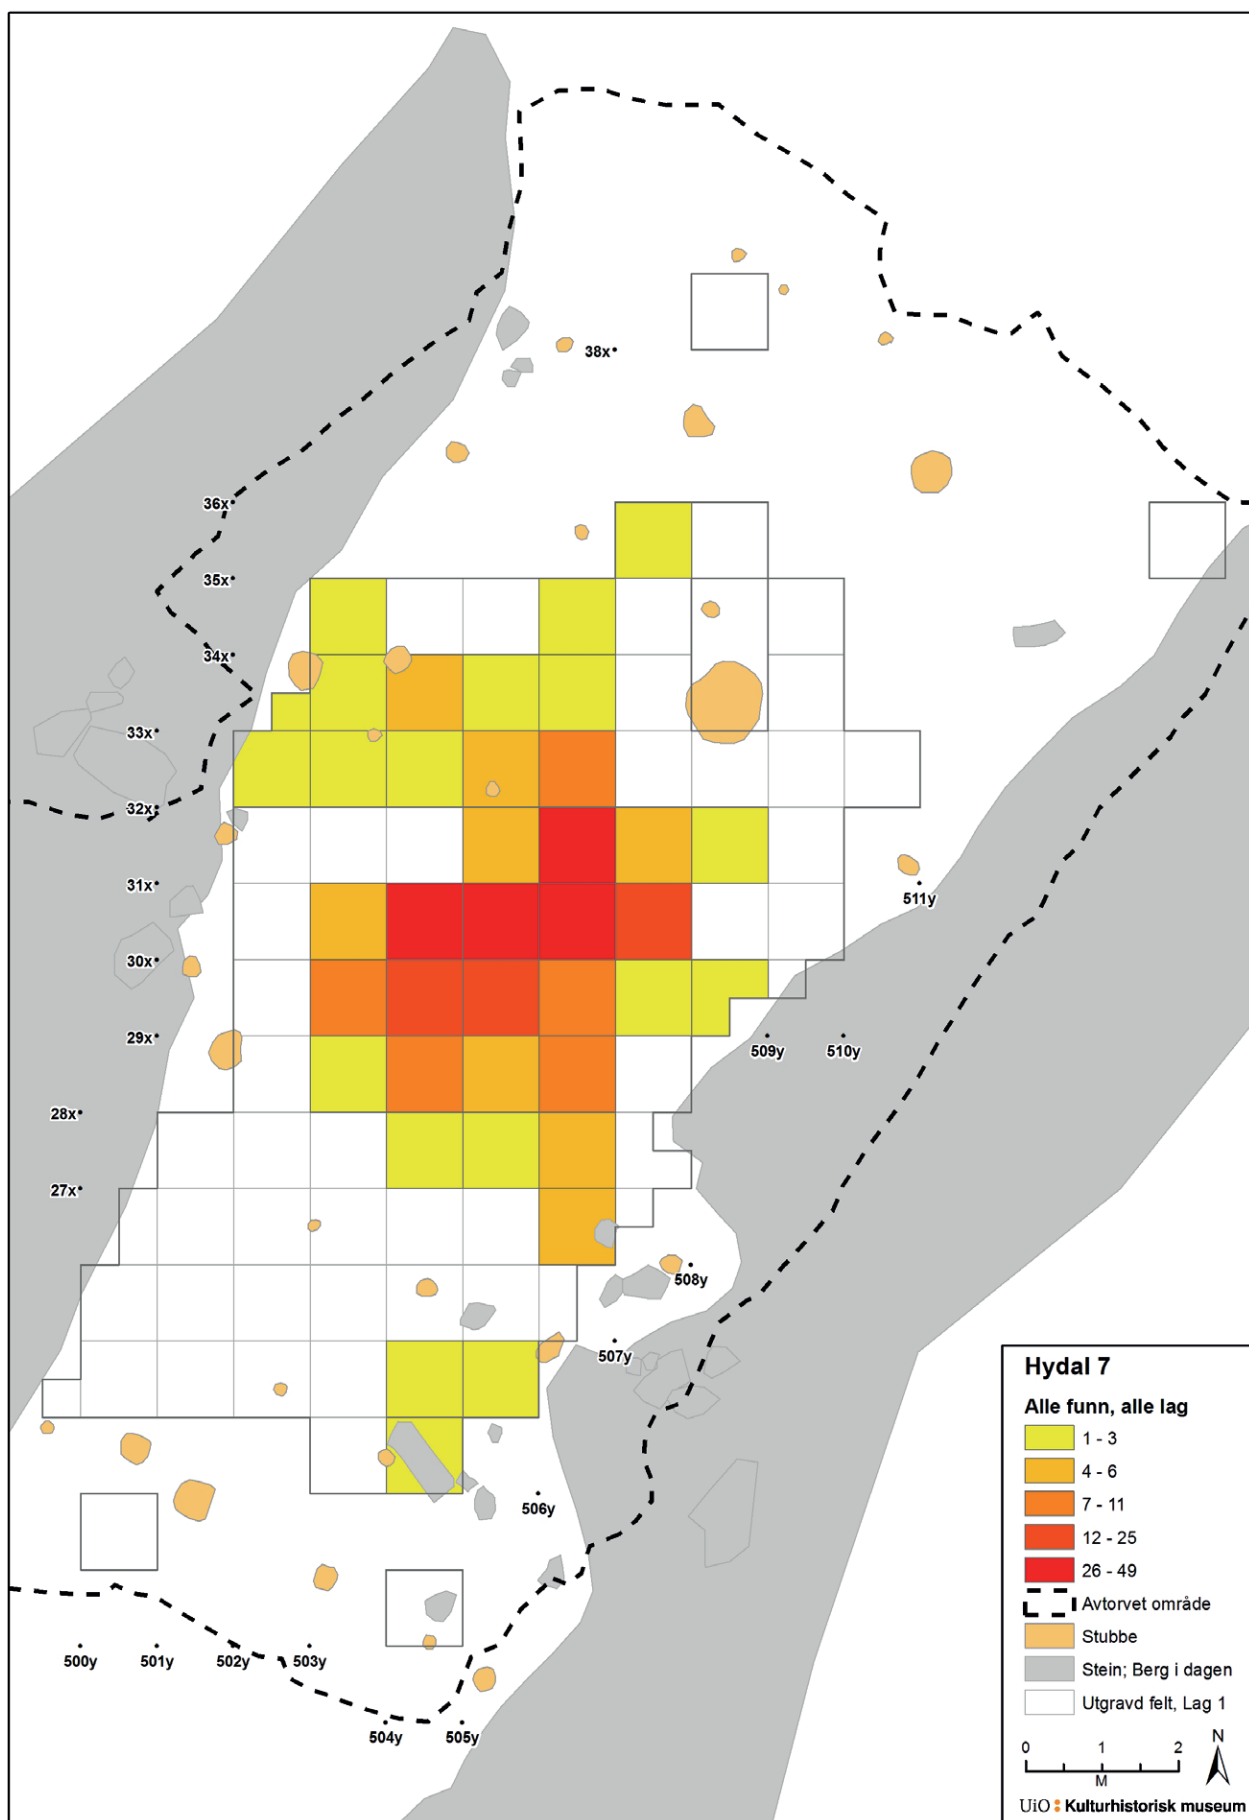 38x
36x
35x
34x
33x
32x
31x
511y
30x
29x
509y
510y
28x
27x
508y
507y
506y
500y
501y
502y
503y
504y
505y
Hydal 7
Alle funn, alle lag
1 - 3
4 - 6
7 - 11
12 - 25
26 - 49
Avtorvet område
Stubbe
Stein; Berg i dagen
Utgravd felt, Lag 1
N
0 1 2
M
UiO : Kulturhistorisk museum